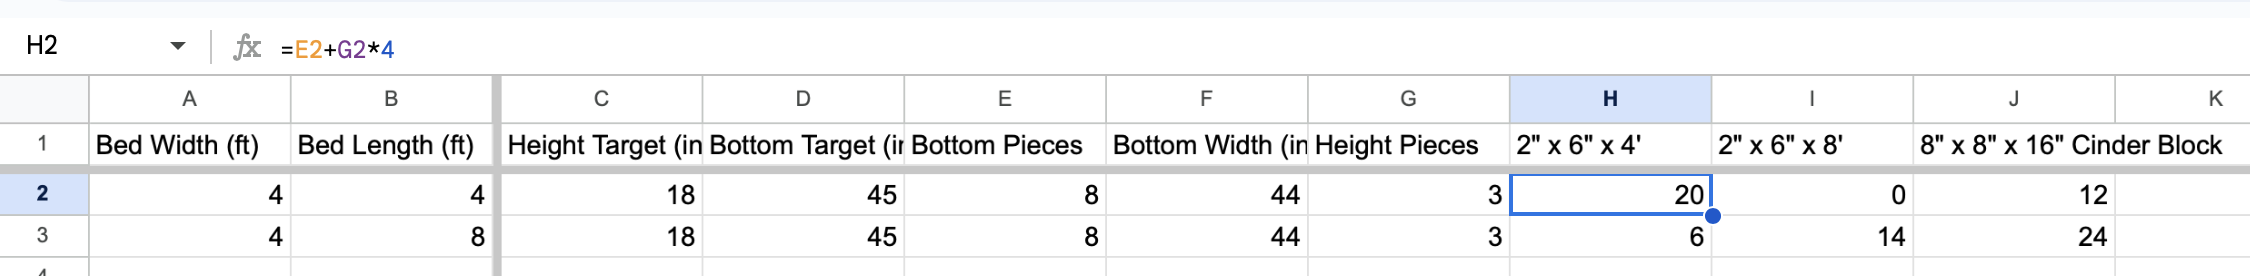 H2 fx =E2+G2*4
A B C D E F G H I J K
1 Bed Width (ft) Bed Length (ft) Height Target (in Bottom Target (ir Bottom Pieces Bottom Width (in Height Pieces 2" x 6" x 4' 2" x 6" x 8' 8" x 8" x 16" Cinder Block
2 4 4 18 45 8 44 3 20 0 12
3 4 8 18 45 8 44 3 6 14 24
4